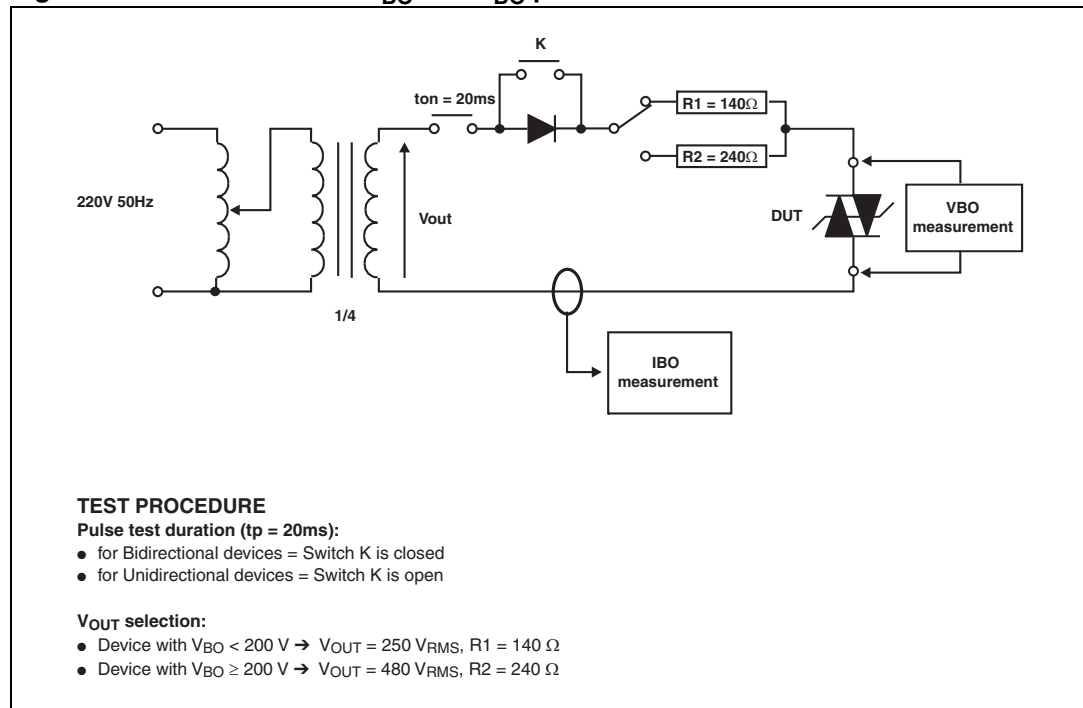 BO
BO
K
ton = 20ms
R1 = 140Ω
R2 = 240Ω
220V 50Hz
Vout
DUT
VBO
measurement
1/4
IBO
measurement
TEST PROCEDURE
Pulse test duration (tp = 20ms):
● for Bidirectional devices = Switch K is closed
● for Unidirectional devices = Switch K is open
VOUT selection:
● Device with VBO < 200 V ➔ VOUT = 250 VRMS, R1 = 140 Ω
● Device with VBO ≥ 200 V ➔ VOUT = 480 VRMS, R2 = 240 Ω